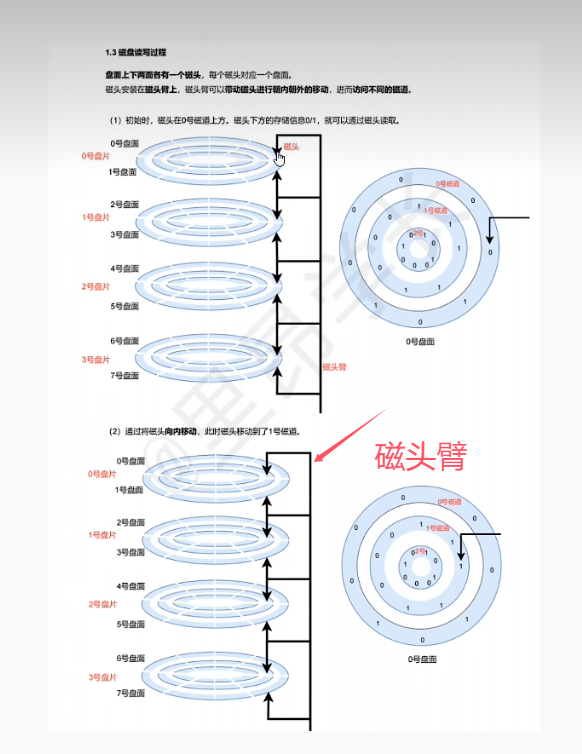 1.3 磁盘读写过程
盘面上下两面各有一个磁头，每个磁头对应一个盘面。
磁头安装在磁头臂上，磁头臂可以带动磁头进行朝内朝外的移动，进而访问不同的磁道。
（1）初始时，磁头在0号磁道上方。磁头下方的存储信息0/1，就可以通过磁头读取。
0号盘面
磁头
0号盘片
1号盘面
2号盘面
1号盘片
3号盘面
4号盘面
2号盘片
5号盘面
6号盘面
3号盘片
7号盘面
磁头臂
0号磁道
1号磁道
2号
0号盘面
（2）通过将磁头向内移动，此时磁头移动到了1号磁道。
磁头臂
0号盘面
0号盘片
1号盘面
2号盘面
1号盘片
3号盘面
4号盘面
2号盘片
5号盘面
6号盘面
3号盘片
7号盘面
0号磁道
1号磁道
2号
0号盘面